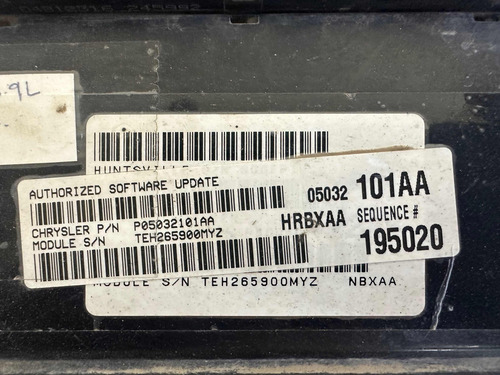 .9L
HUNTSVILLE
AUTHORIZED SOFTWARE UPDATE
05032 101AA
CHRYSLER P/N P05032101AA
MODULE S/N TEH265900MYZ
HRBXAA SEQUENCE #
195020
MODULE S/N TEH265900MYZ NBXAA